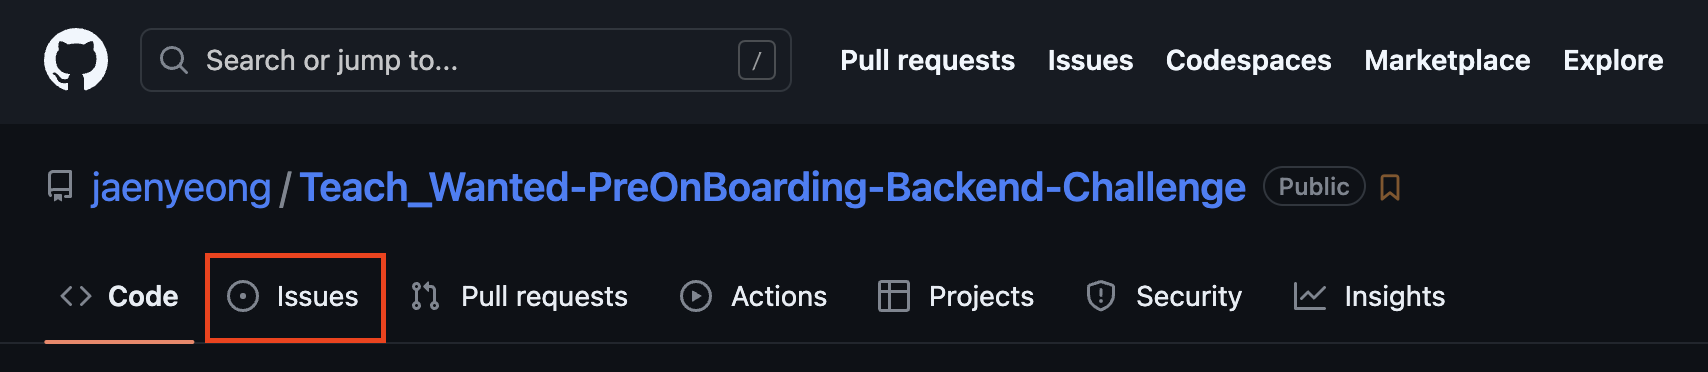 Search or jump to... / Pull requests Issues Codespaces Marketplace Explore
jaenyeong / Teach_Wanted-PreOnBoarding-Backend-Challenge Public
Code Issues Pull requests Actions Projects Security Insights